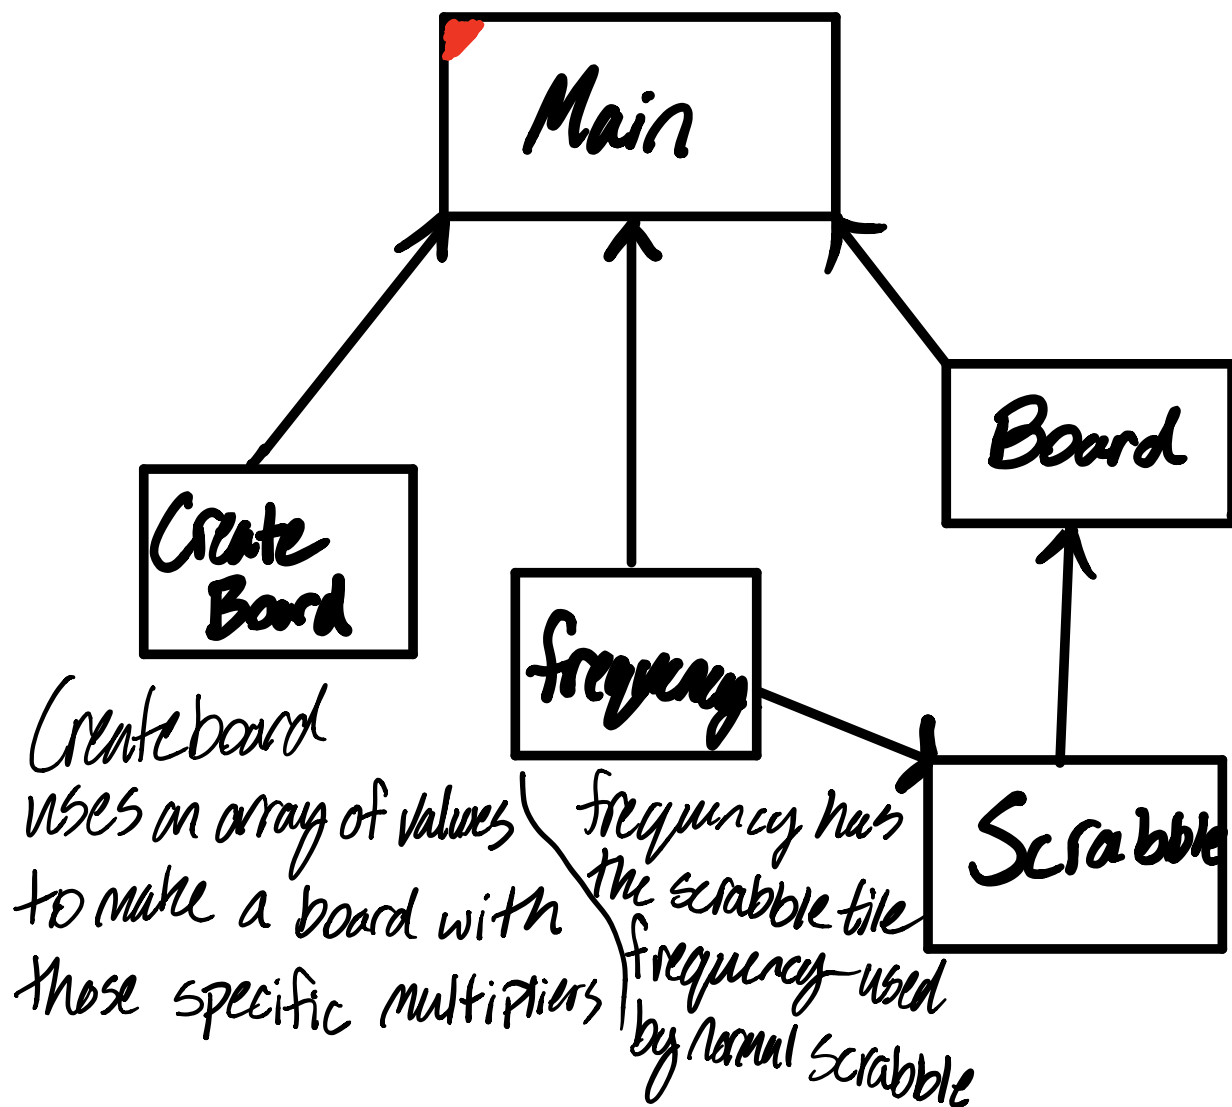 Main
Board
Create
Board
frequency
Scrabble
Createboard
uses an array of values
to make a board with
those specific multipliers
frequency has
the scrabble tile
frequency used
by normal scrabble